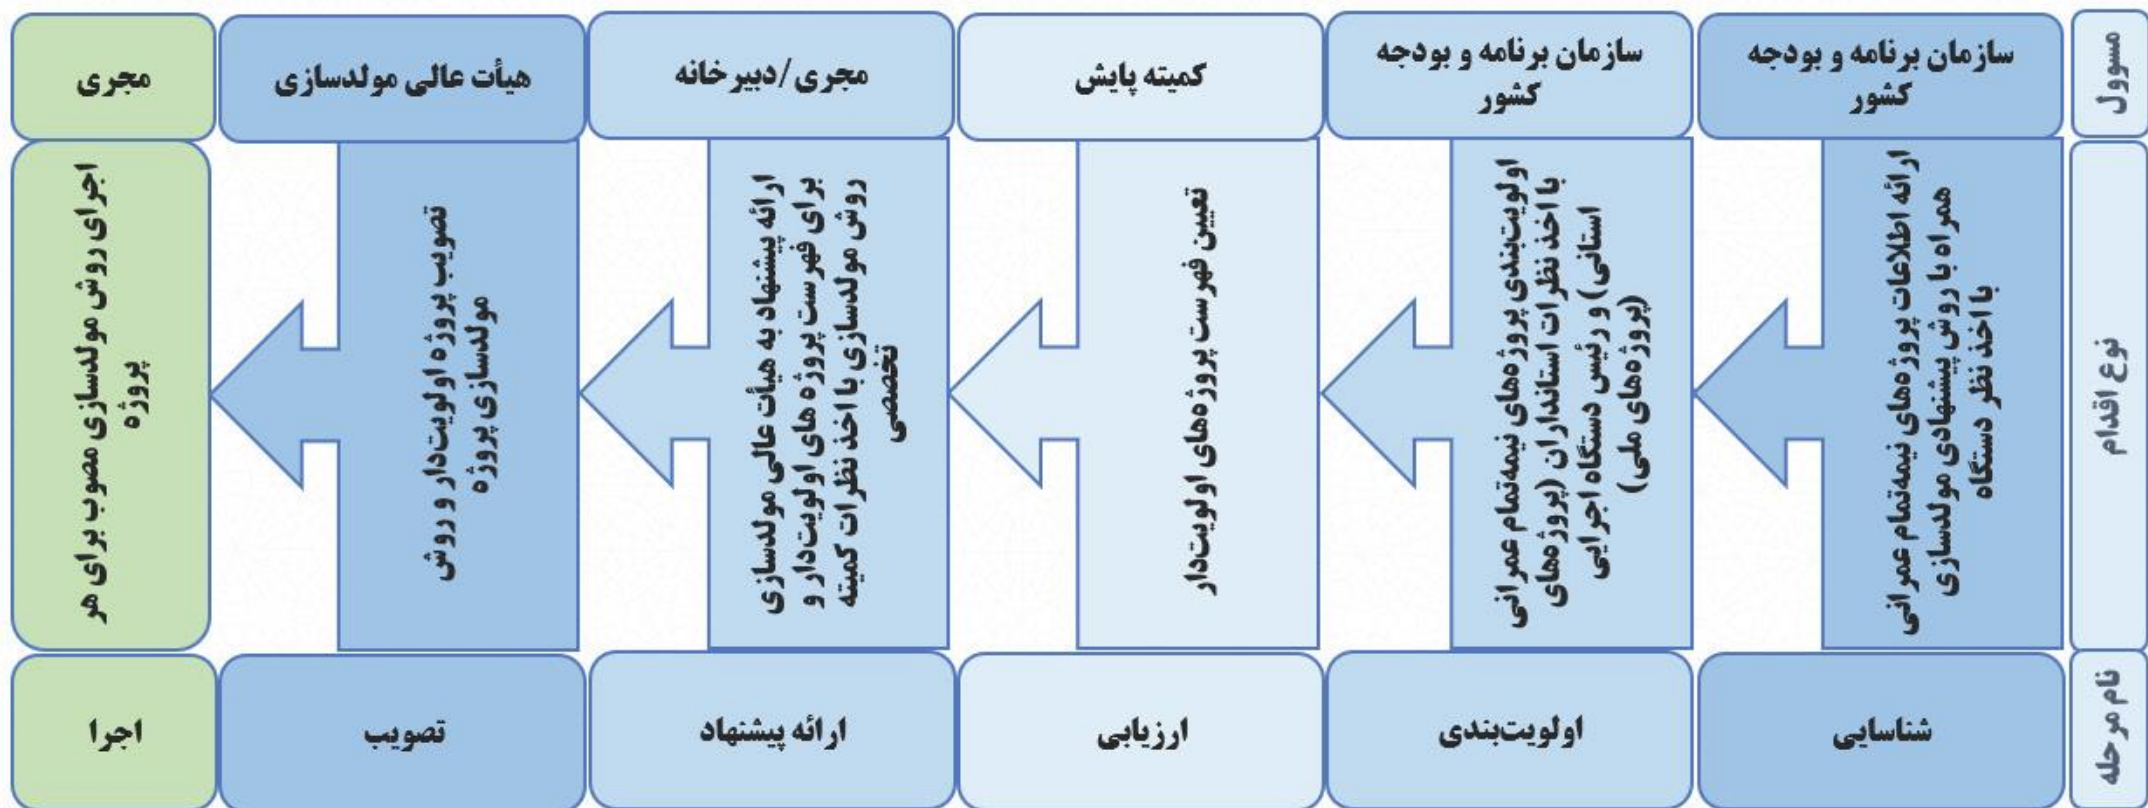 مسوول
سازمان برنامه و بودجه
کشور
سازمان برنامه و بودجه
کشور
کمیته پایش
مجری/دبیرخانه
هیأت عالی مولدسازی
مجری
نوع اقدام
ارائه اطلاعات پروژه‌های نیمه‌تمام عمرانی
همراه با روش پیشنهادی مولدسازی
با اخذ نظر دستگاه
اولویت‌بندی پروژه‌های نیمه‌تمام عمرانی
با اخذ نظرات استانداران (پروژه‌های
استانی) و رئیس دستگاه اجرایی
(پروژه‌های ملی)
تعیین فهرست پروژه‌های اولویت‌دار
ارائه پیشنهاد به هیأت عالی مولدسازی
برای فهرست پروژه های اولویت‌دار و
روش مولدسازی با اخذ نظرات کمیته
تخصصی
تصویب پروژه اولویت‌دار و روش
مولدسازی پروژه
اجرای روش مولدسازی مصوب برای هر
پروژه
نام مرحله
شناسایی
اولویت‌بندی
ارزیابی
ارائه پیشنهاد
تصویب
اجرا